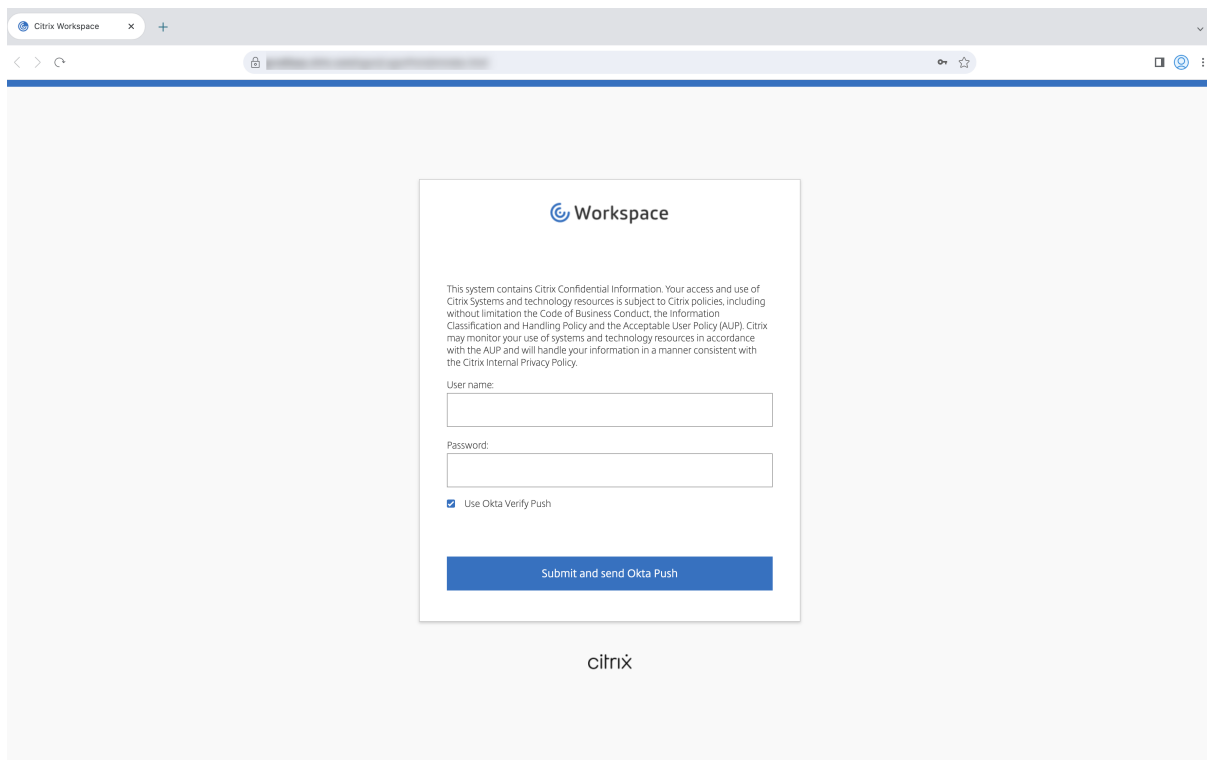 Citrix Workspace
Workspace
This system contains Citrix Confidential Information. Your access and use of
Citrix Systems and technology resources is subject to Citrix policies, including
without limitation the Code of Business Conduct, the Information
Classification and Handling Policy and the Acceptable User Policy (AUP). Citrix
may monitor your use of systems and technology resources in accordance
with the AUP and will handle your information in a manner consistent with
the Citrix Internal Privacy Policy.
User name:
Password:
Use Okta Verify Push
Submit and send Okta Push
citrix